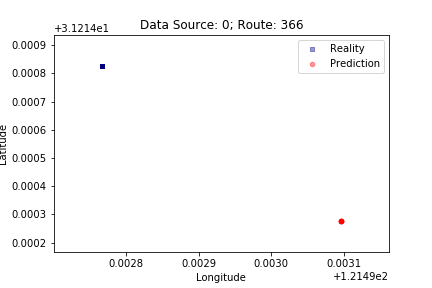 Data Source: 0; Route: 366
+3.1214e1
Reality
Prediction
0.0009
0.0008
0.0007
0.0006
0.0005
0.0004
0.0003
0.0002
Latitude
0.0028
0.0029
0.0030
0.0031
Longitude
+1.2149e2